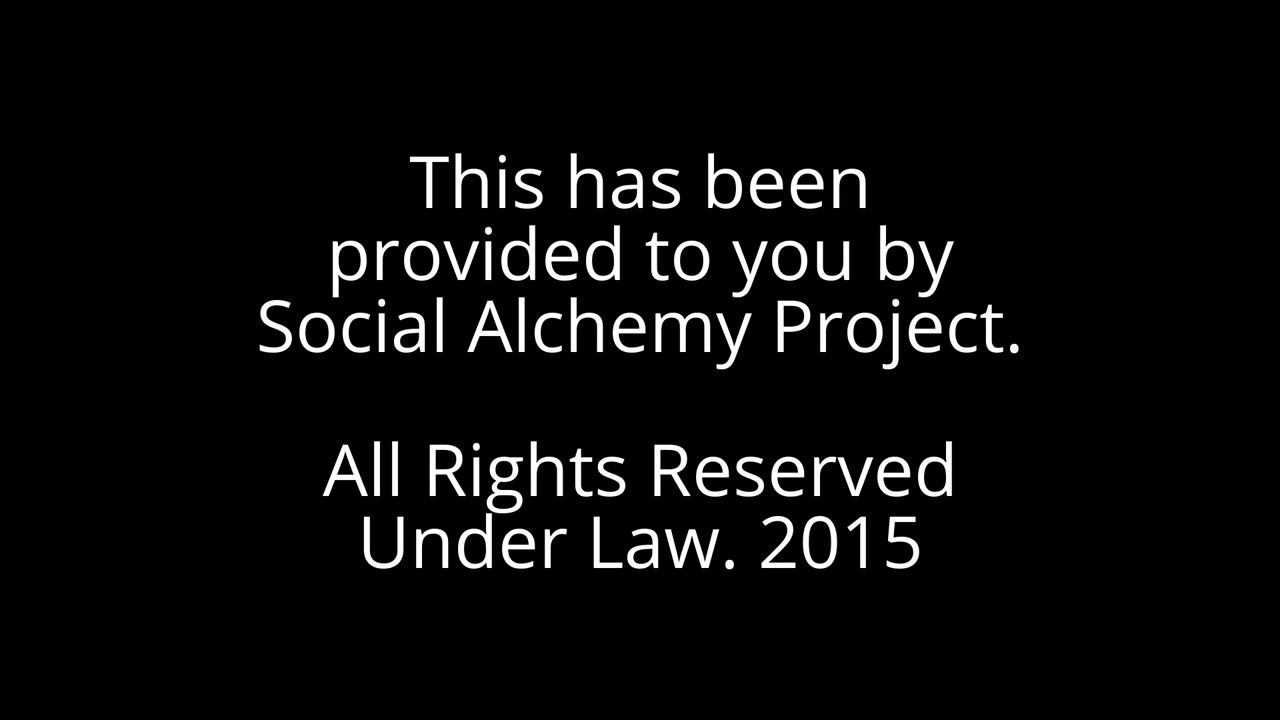 This has been
provided to you by
Social Alchemy Project.
All Rights Reserved
Under Law. 2015